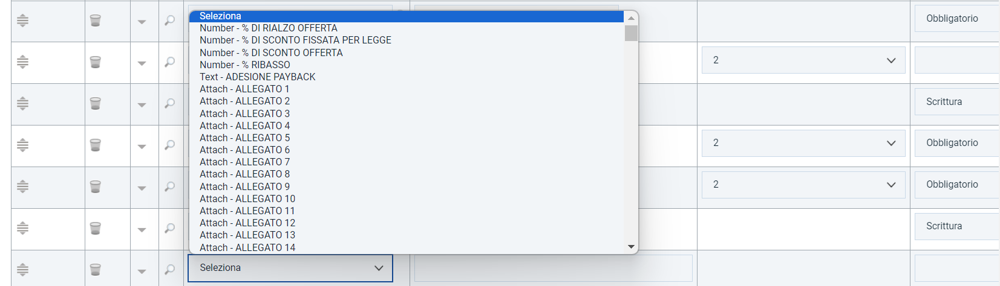 Seleziona
Number - % DI RIALZO OFFERTA
Number - % DI SCONTO FISSATA PER LEGGE
Number - % DI SCONTO OFFERTA
Number - % RIBASSO
Text - ADESIONE PAYBACK
Attach - ALLEGATO 1
Attach - ALLEGATO 2
Attach - ALLEGATO 3
Attach - ALLEGATO 4
Attach - ALLEGATO 5
Attach - ALLEGATO 6
Attach - ALLEGATO 7
Attach - ALLEGATO 8
Attach - ALLEGATO 9
Attach - ALLEGATO 10
Attach - ALLEGATO 11
Attach - ALLEGATO 12
Attach - ALLEGATO 13
Attach - ALLEGATO 14
Seleziona
Obbligatorio
2
Scrittura
2 Obbligatorio
2 Obbligatorio
Scrittura